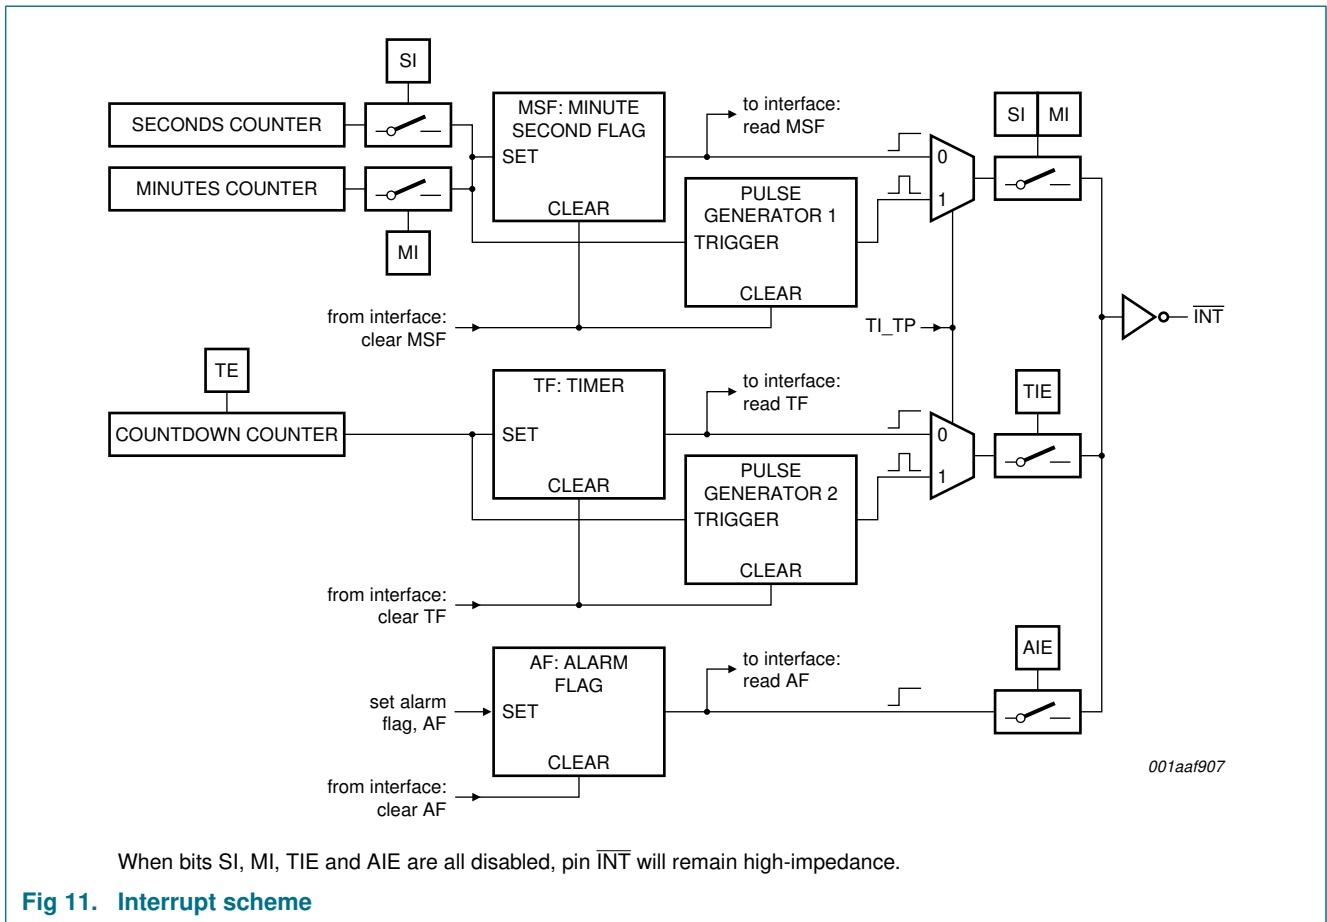 SI
SECONDS COUNTER
MINUTES COUNTER
MI
MSF: MINUTE
SECOND FLAG
SET
CLEAR
to interface:
read MSF
PULSE
GENERATOR 1
TRIGGER
CLEAR
0
1
SI MI
from interface:
clear MSF
TI_TP
INT
TE
COUNTDOWN COUNTER
TF: TIMER
SET
CLEAR
to interface:
read TF
PULSE
GENERATOR 2
TRIGGER
CLEAR
0
1
TIE
from interface:
clear TF
AF: ALARM
FLAG
SET
CLEAR
set alarm
flag, AF
to interface:
read AF
AIE
from interface:
clear AF
001aaf907
When bits SI, MI, TIE and AIE are all disabled, pin INT will remain high-impedance.
Fig 11. Interrupt scheme